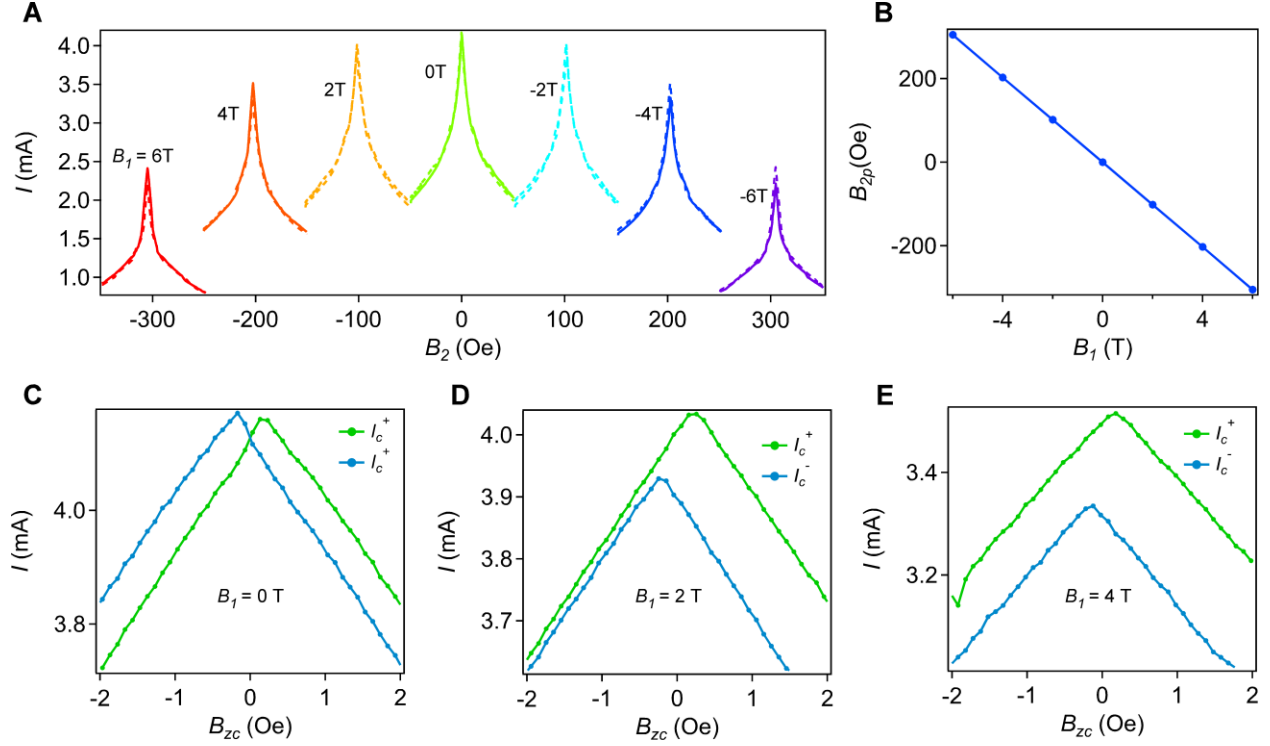 A
I (mA)
4.0
3.5
3.0
2.5
2.0
1.5
1.0
B1 = 6T
4T
2T
0T
-2T
-4T
-6T
-300
-200
-100
0
100
200
300
B2 (Oe)
B
B2p(Oe)
200
0
-200
-4
0
4
B1 (T)
C
I (mA)
4.0
3.8
Ic+
Ic+
B1 = 0 T
-2
-1
0
1
2
Bzc (Oe)
D
I (mA)
4.0
3.9
3.8
3.7
Ic+
Ic-
B1 = 2 T
-2
-1
0
1
2
Bzc (Oe)
E
I (mA)
3.4
3.2
Ic+
Ic-
B1 = 4 T
-2
-1
0
1
2
Bzc (Oe)